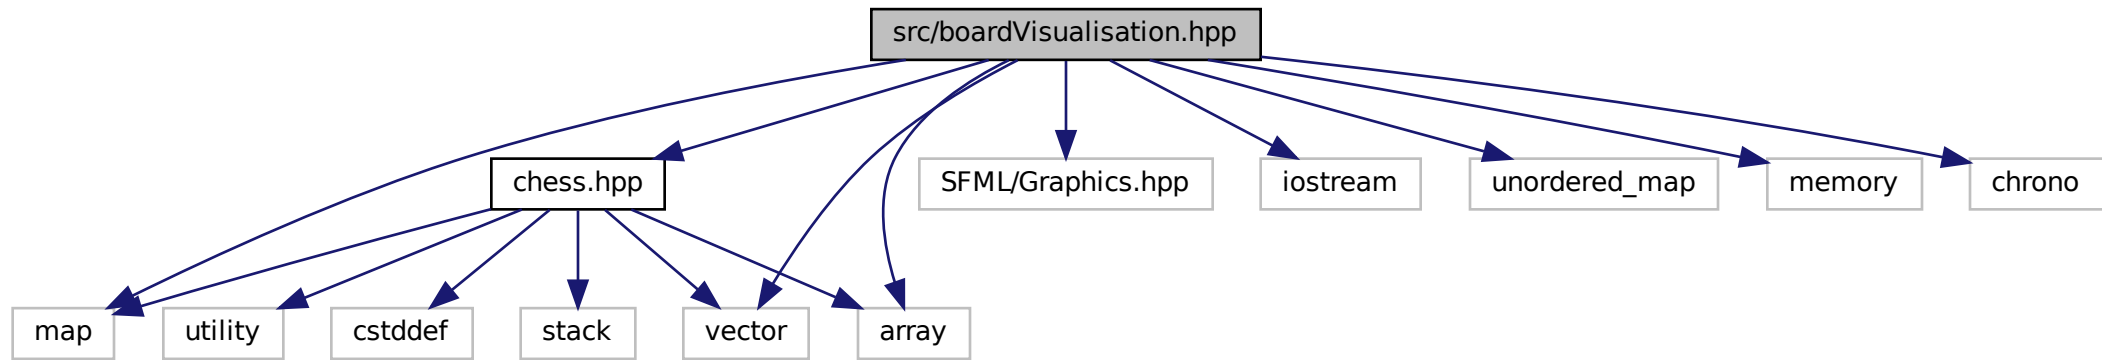 src/boardVisualisation.hpp
chess.hpp
SFML/Graphics.hpp
iostream
unordered_map
memory
chrono
map
utility
cstddef
stack
vector
array